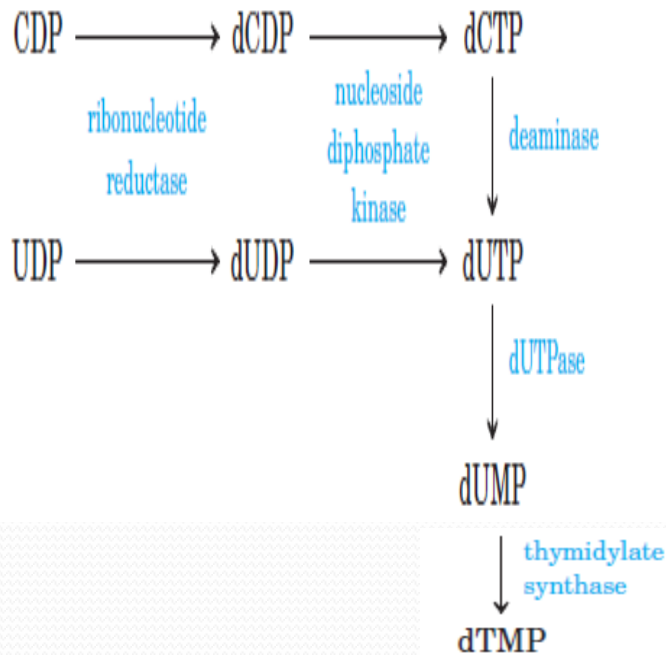 CDP dCDP dCTP
ribonucleotide
reductase
nucleoside
diphosphate
kinase
deaminase
UDP dUDP dUTP
dUTPase
dUMP
thymidylate
synthase
dTMP